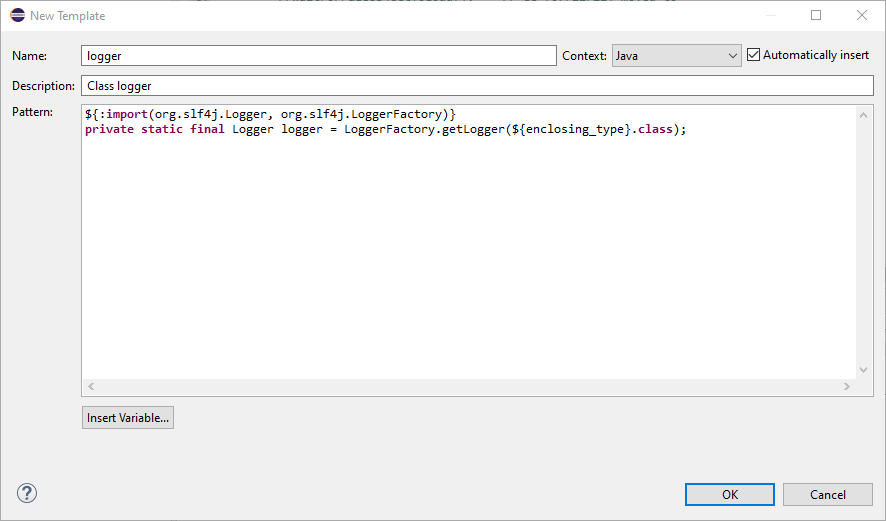 New Template
Name: logger Context: Java Automatically insert
Description: Class logger
Pattern: ${:import(org.slf4j.Logger, org.slf4j.LoggerFactory)}
private static final Logger logger = LoggerFactory.getLogger(${enclosing_type}.class);
Insert Variable...
? OK Cancel